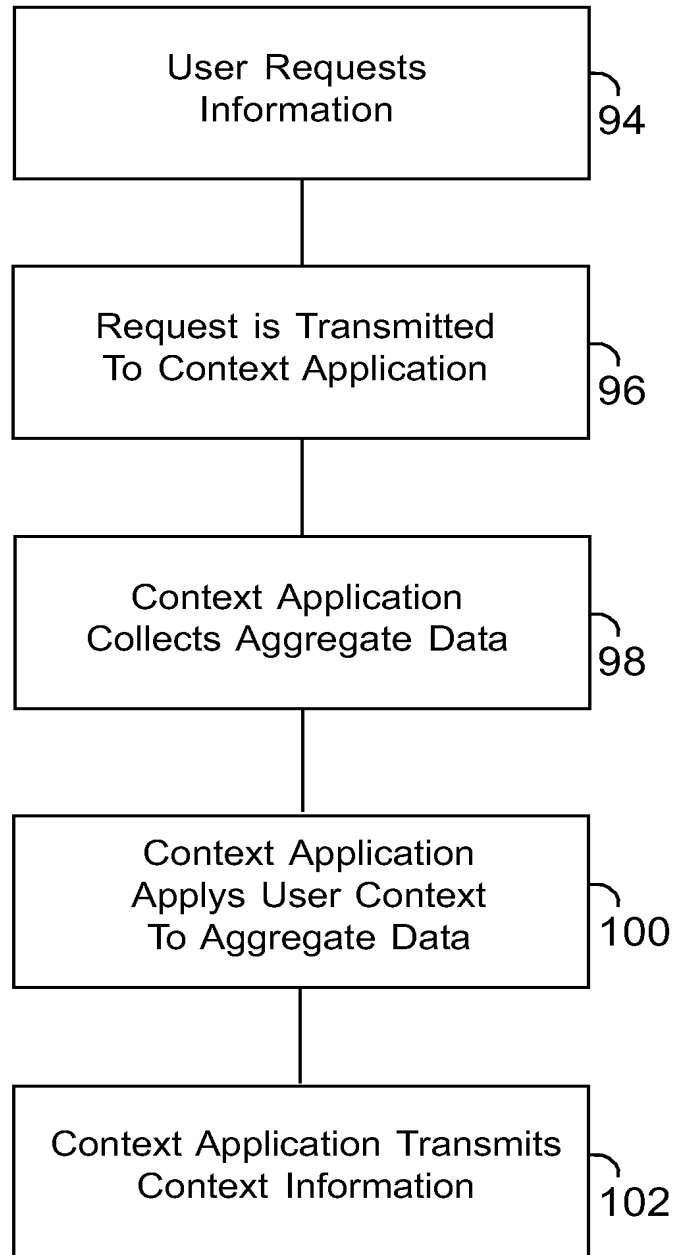 User Requests
Information
94
Request is Transmitted
To Context Application
96
Context Application
Collects Aggregate Data
98
Context Application
Applys User Context
To Aggregate Data
100
Context Application Transmits
Context Information
102